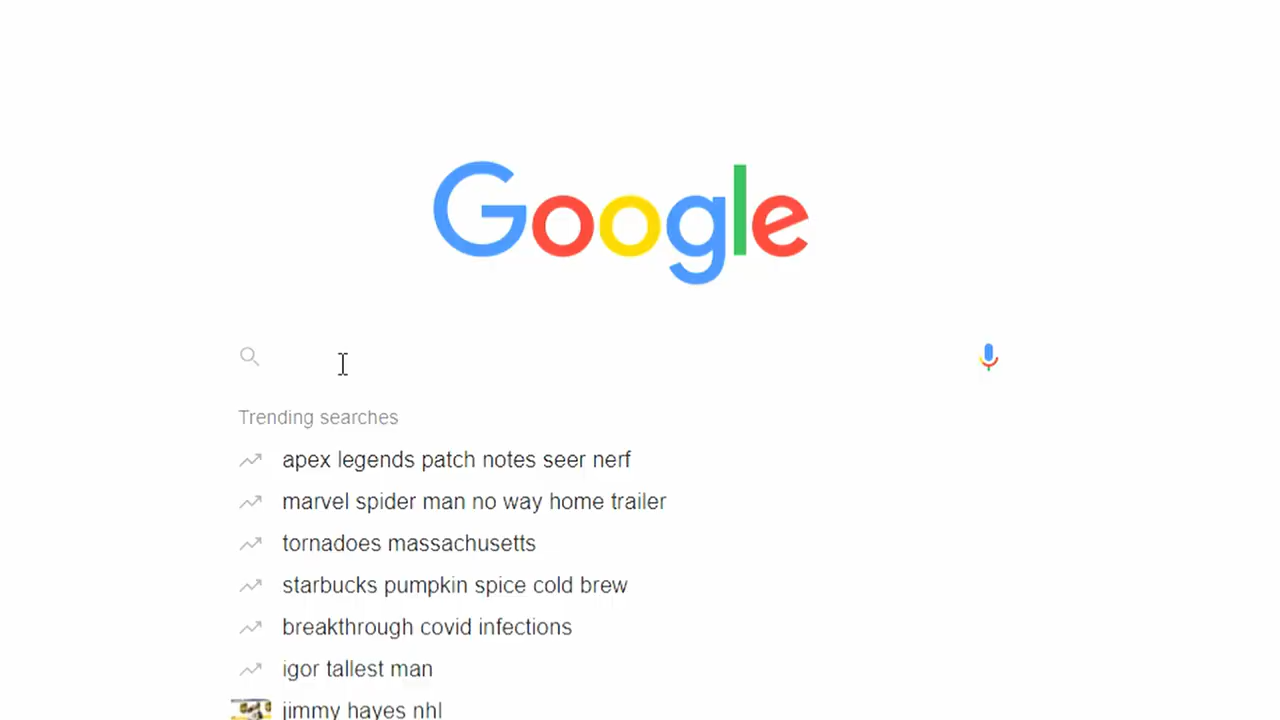 Google
Trending searches
apex legends patch notes seer nerf
marvel spider man no way home trailer
tornadoes massachusetts
starbucks pumpkin spice cold brew
breakthrough covid infections
igor tallest man
jimmy hayes nhl